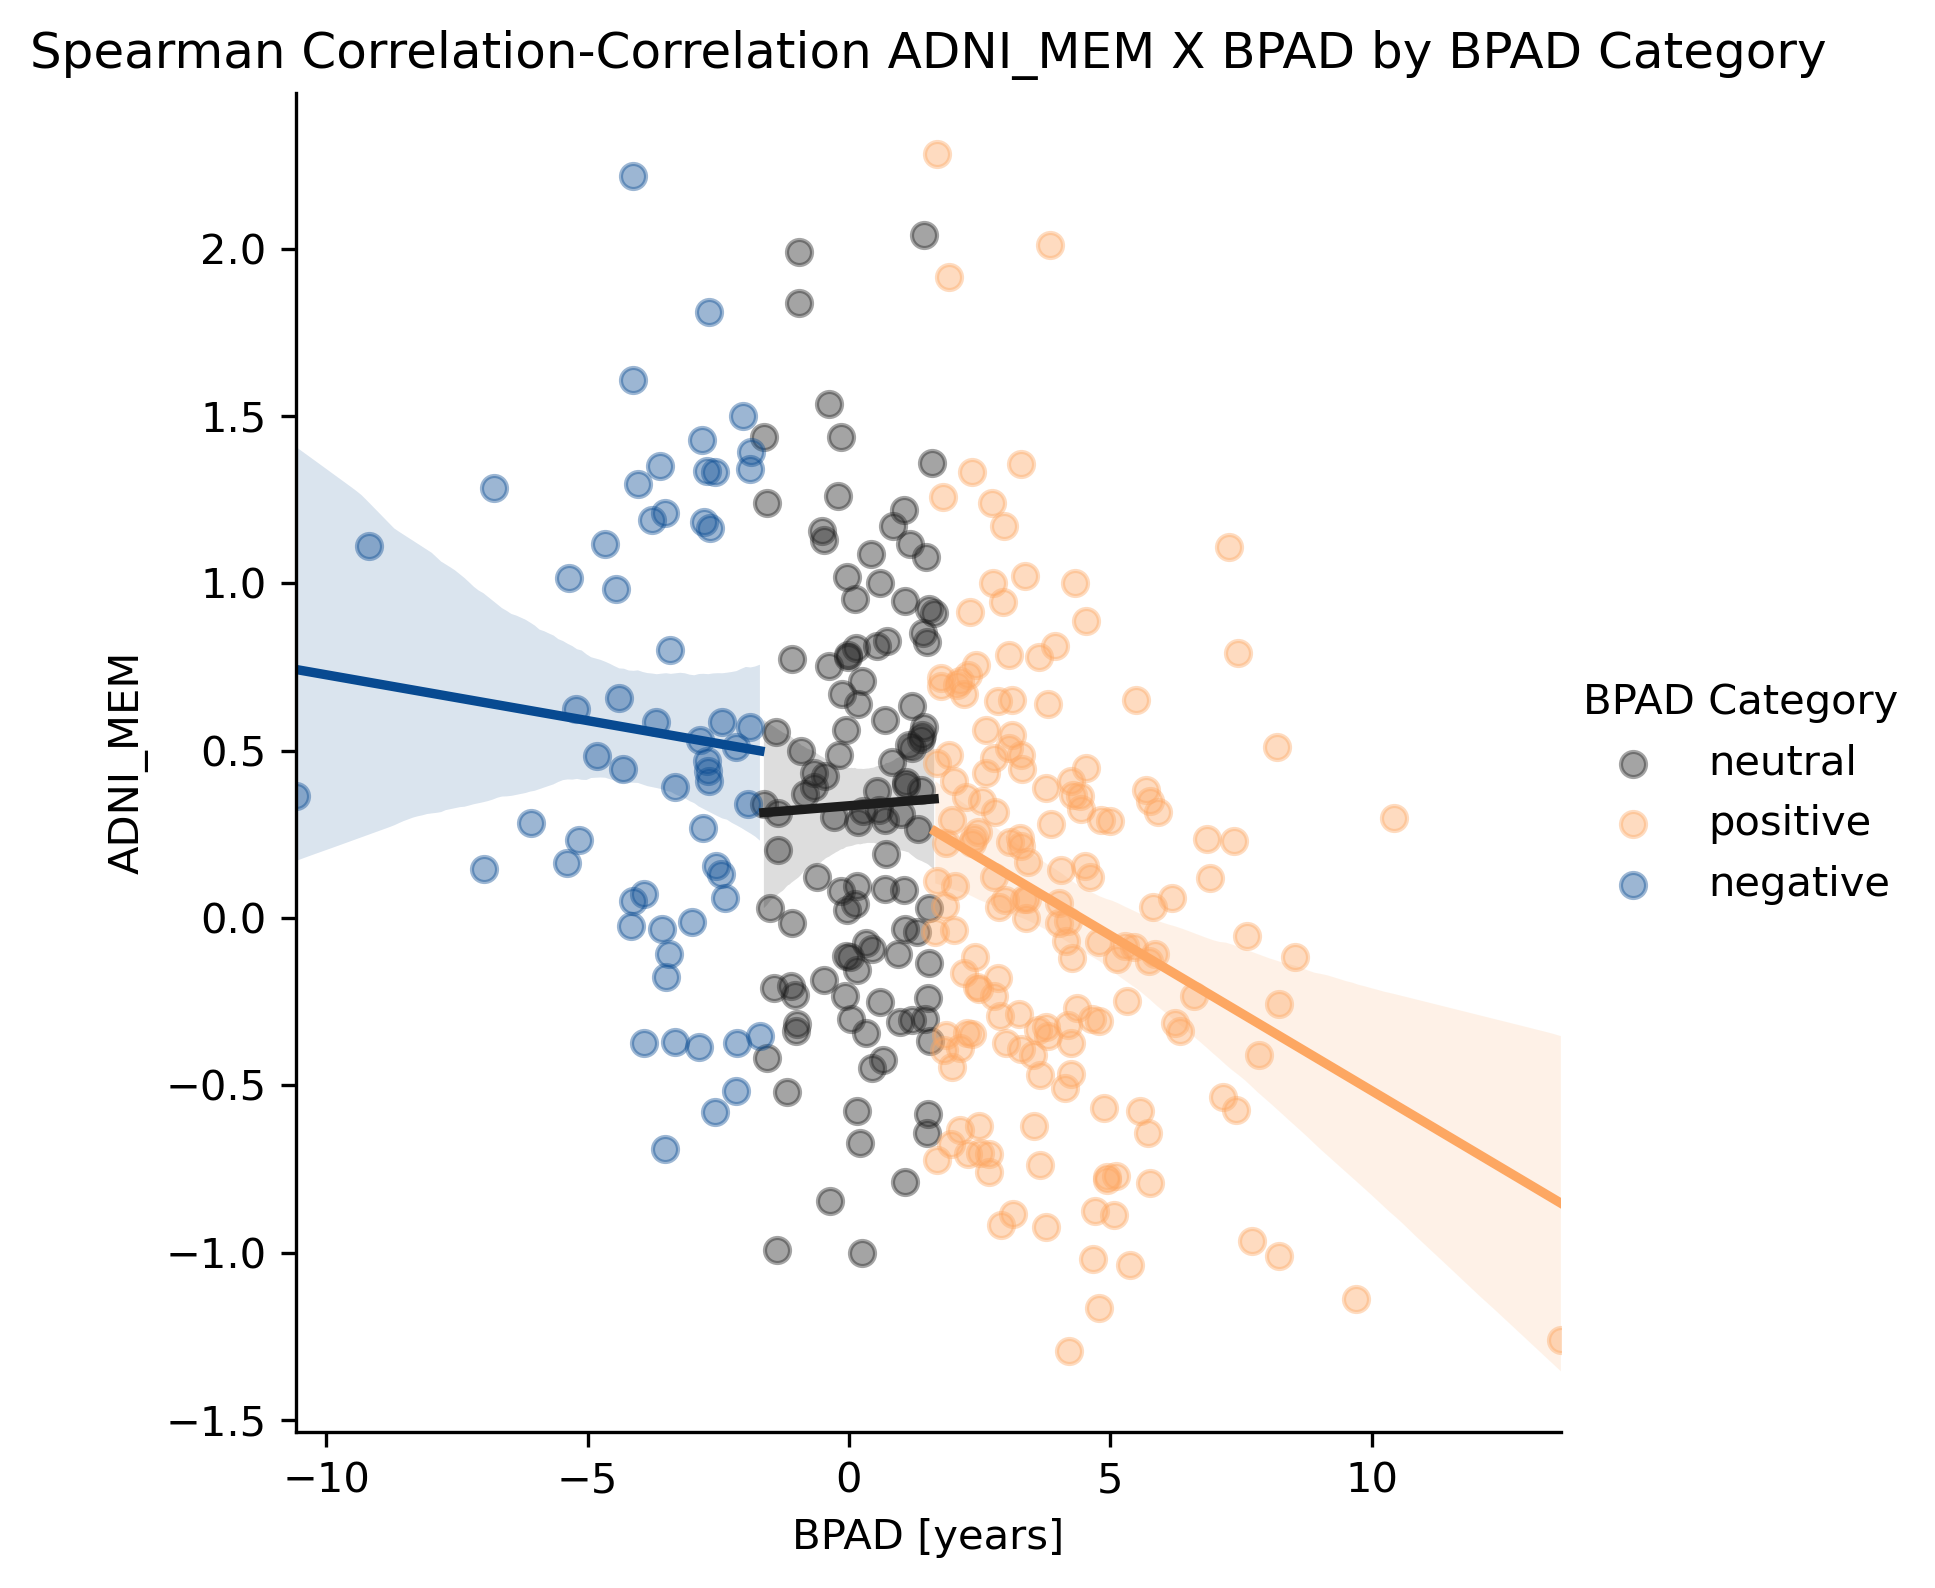 Spearman Correlation-Correlation ADNI_MEM X BPAD by BPAD Category
2.0
1.5
1.0
0.5
0.0
−0.5
−1.0
−1.5
ADNI_MEM
−10
−5
0
5
10
BPAD [years]
BPAD Category
neutral
positive
negative